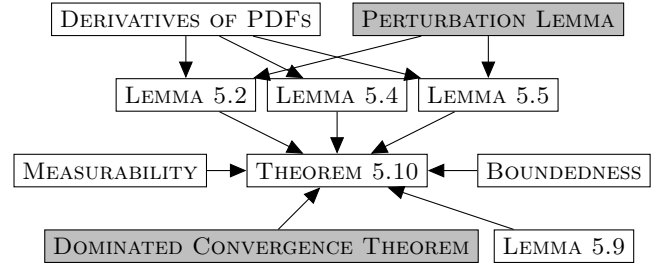 DERIVATIVES OF PDFS
PERTURBATION LEMMA
LEMMA 5.2
LEMMA 5.4
LEMMA 5.5
MEASURABILITY
THEOREM 5.10
BOUNDEDNESS
DOMINATED CONVERGENCE THEOREM
LEMMA 5.9